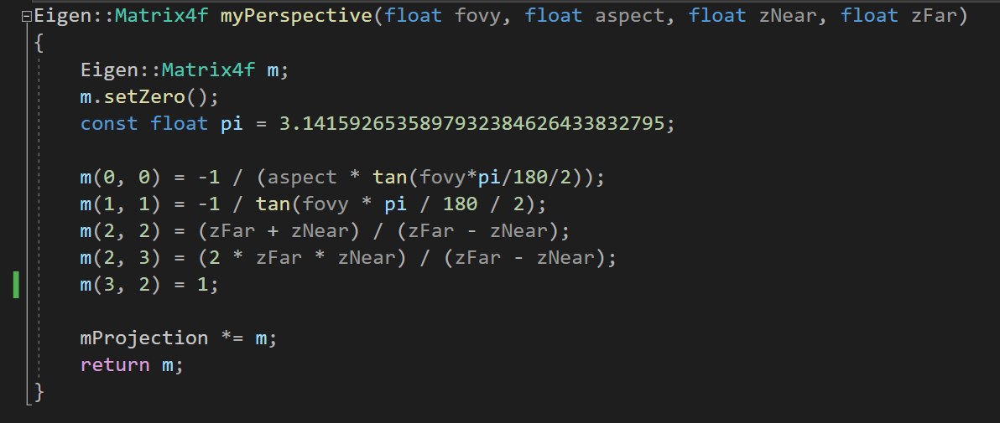 Eigen::Matrix4f myPerspective(float fovy, float aspect, float zNear, float zFar)
{
Eigen::Matrix4f m;
m.setZero();
const float pi = 3.1415926535897932384626433832795;
m(0, 0) = -1 / (aspect * tan(fovy*pi/180/2));
m(1, 1) = -1 / tan(fovy * pi / 180 / 2);
m(2, 2) = (zFar + zNear) / (zFar - zNear);
m(2, 3) = (2 * zFar * zNear) / (zFar - zNear);
m(3, 2) = 1;
mProjection *= m;
return m;
}